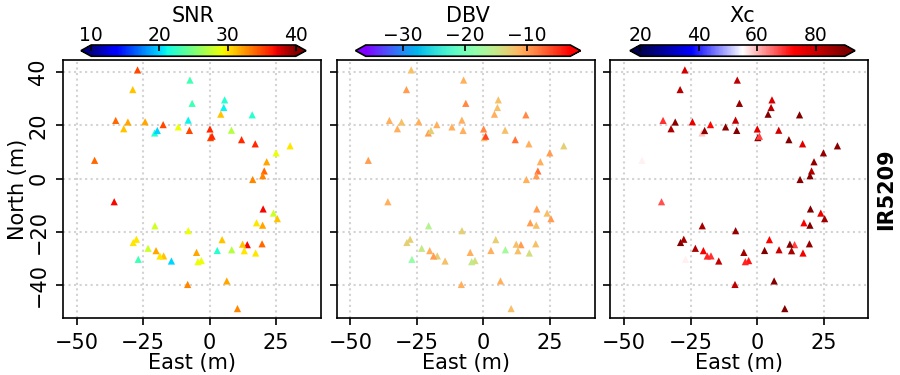 SNR DBV Xc
10 20 30 40 −30 −20 −10 20 40 60 80
40
20
0
−20
−40
North (m)
−50 −25 0 25 −50 −25 0 25 −50 −25 0 25
East (m) East (m) East (m)
IR5209